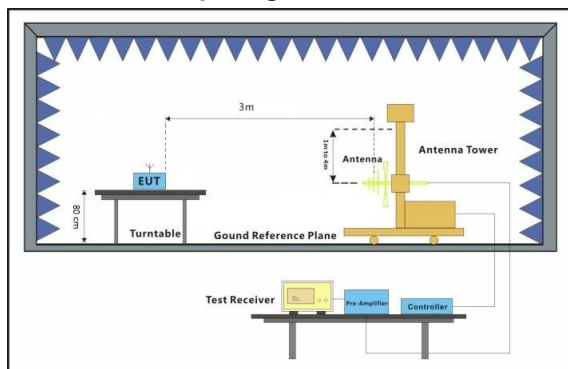 3m
1m to 4m
Antenna
Antenna Tower
EUT
80 cm
Turntable
Gound Reference Plane
Test Receiver
Pre-Amplifier
Controller